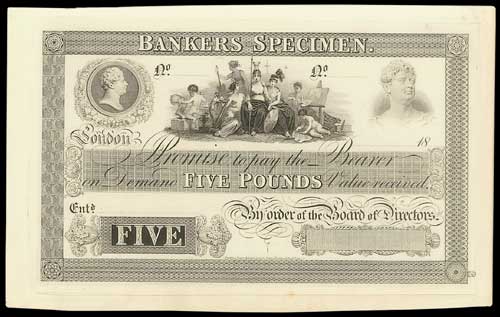 BANKERS SPECIMEN.
No No
London 18
I Promise to pay the Bearer
on Demand FIVE POUNDS Value received.
Entd By order of the Board of Directors.
FIVE